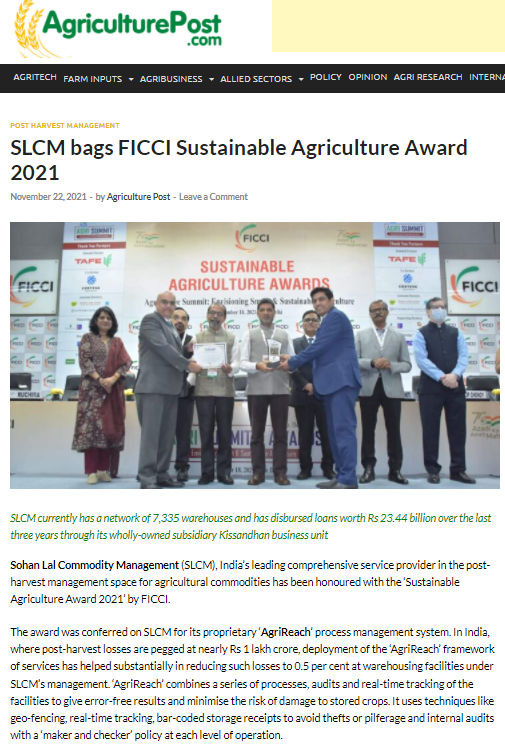 AgriculturePost
.com
AGRITECH FARM INPUTS AGRIBUSINESS ALLIED SECTORS POLICY OPINION AGRI RESEARCH INTERNA
POST HARVEST MANAGEMENT
SLCM bags FICCI Sustainable Agriculture Award
2021
November 22, 2021 - by Agriculture Post - Leave a Comment
AGRI SUMMIT
TAFE
FICCI
SUSTAINABLE
AGRICULTURE AWARDS
FICCI
FICCI
AGRI SUMMIT
TAFE
SLCM currently has a network of 7,335 warehouses and has disbursed loans worth Rs 23.44 billion over the last
three years through its wholly-owned subsidiary Kissandhan business unit
Sohan Lal Commodity Management (SLCM), India's leading comprehensive service provider in the post-
harvest management space for agricultural commodities has been honoured with the 'Sustainable
Agriculture Award 2021' by FICCI.
The award was conferred on SLCM for its proprietary 'AgriReach' process management system. In India,
where post-harvest losses are pegged at nearly Rs 1 lakh crore, deployment of the 'AgriReach' framework
of services has helped substantially in reducing such losses to 0.5 per cent at warehousing facilities under
SLCM's management. 'AgriReach' combines a series of processes, audits and real-time tracking of the
facilities to give error-free results and minimise the risk of damage to stored crops. It uses techniques like
geo-fencing, real-time tracking, bar-coded storage receipts to avoid thefts or pilferage and internal audits
with a 'maker and checker' policy at each level of operation.